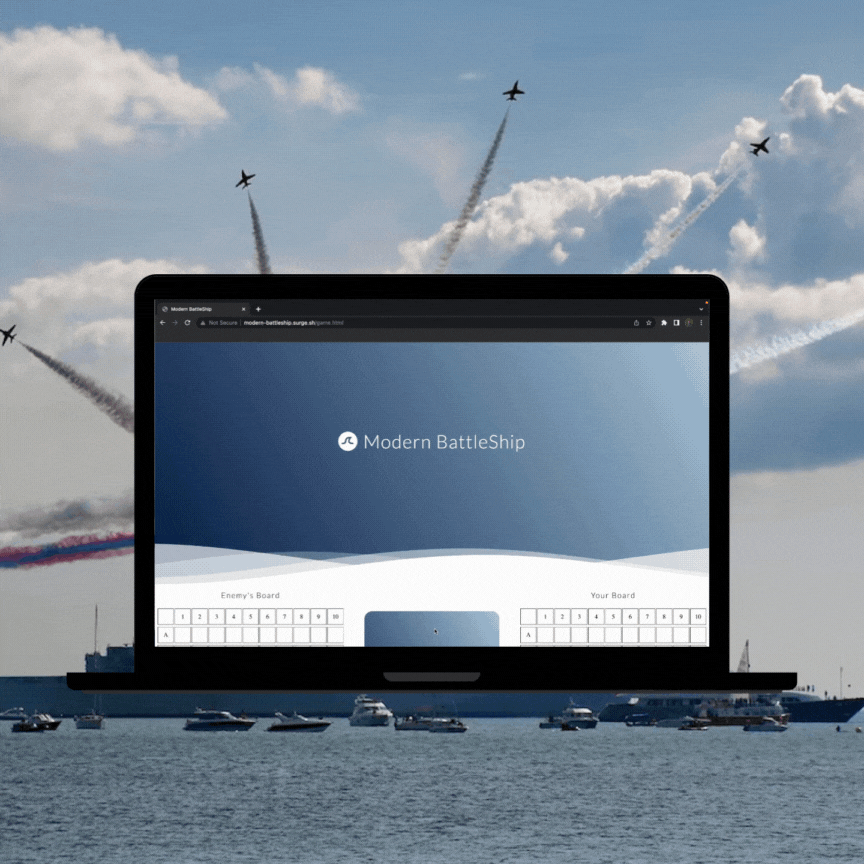 Modern BattleShip
Not Secure | modern-battleship.surge.sh/game.html
Modern BattleShip
Enemy's Board
Your Board
1 2 3 4 5 6 7 8 9 10
A
1 2 3 4 5 6 7 8 9 10
A